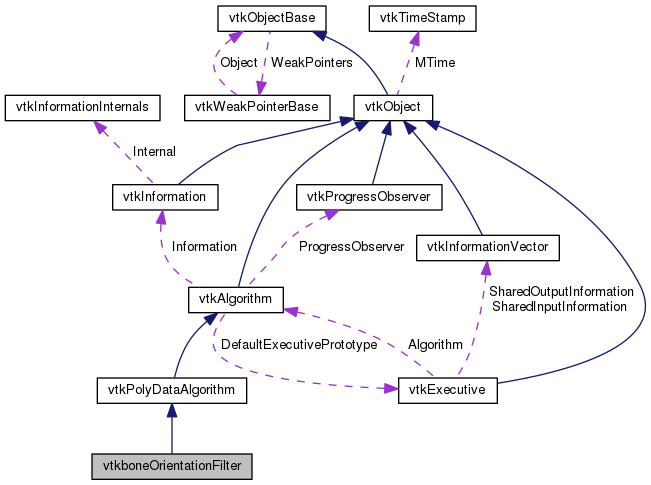 vtkObjectBase
vtkTimeStamp
Object
WeakPointers
MTime
vtkInformationInternals
vtkWeakPointerBase
vtkObject
Internal
vtkInformation
vtkProgressObserver
Information
ProgressObserver
vtkInformationVector
vtkAlgorithm
SharedOutputInformation
SharedInputInformation
DefaultExecutivePrototype
Algorithm
vtkPolyDataAlgorithm
vtkExecutive
vtkboneOrientationFilter